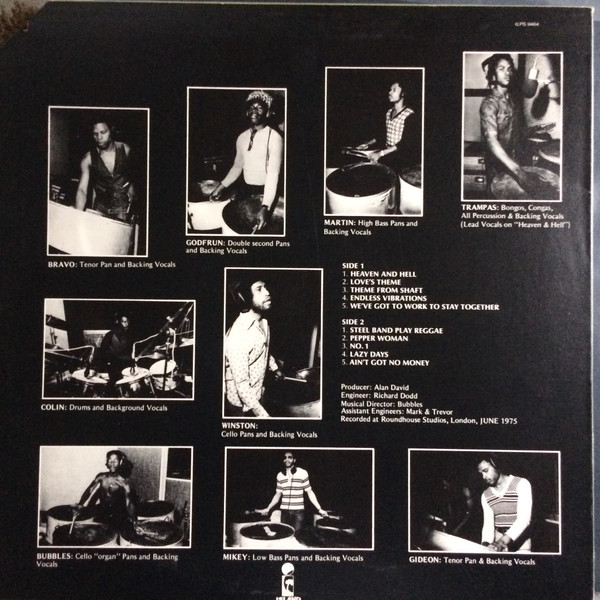 ILPS 9464
BRAVO: Tenor Pan and Backing Vocals
GODFRUN: Double second Pans
and Backing Vocals
MARTIN: High Bass Pans and
Backing Vocals
TRAMPAS: Bongos, Congas,
All Percussion & Backing Vocals
(Lead Vocals on "Heaven & Hell")
COLIN: Drums and Background Vocals
WINSTON:
Cello Pans and Backing Vocals
SIDE 1
1. HEAVEN AND HELL
2. LOVE'S THEME
3. THEME FROM SHAFT
4. ENDLESS VIBRATIONS
5. WE'VE GOT TO WORK TO STAY TOGETHER
SIDE 2
1. STEEL BAND PLAY REGGAE
2. PEPPER WOMAN
3. NO. 1
4. LAZY DAYS
5. AIN'T GOT NO MONEY
Producer: Alan David
Engineer: Richard Dodd
Musical Director: Bubbles
Assistant Engineers: Mark & Trevor
Recorded at Roundhouse Studios, London, JUNE 1975
BUBBLES: Cello "organ" Pans and Backing
Vocals
MIKEY: Low Bass Pans and Backing Vocals
GIDEON: Tenor Pan & Backing Vocals
ISLAND